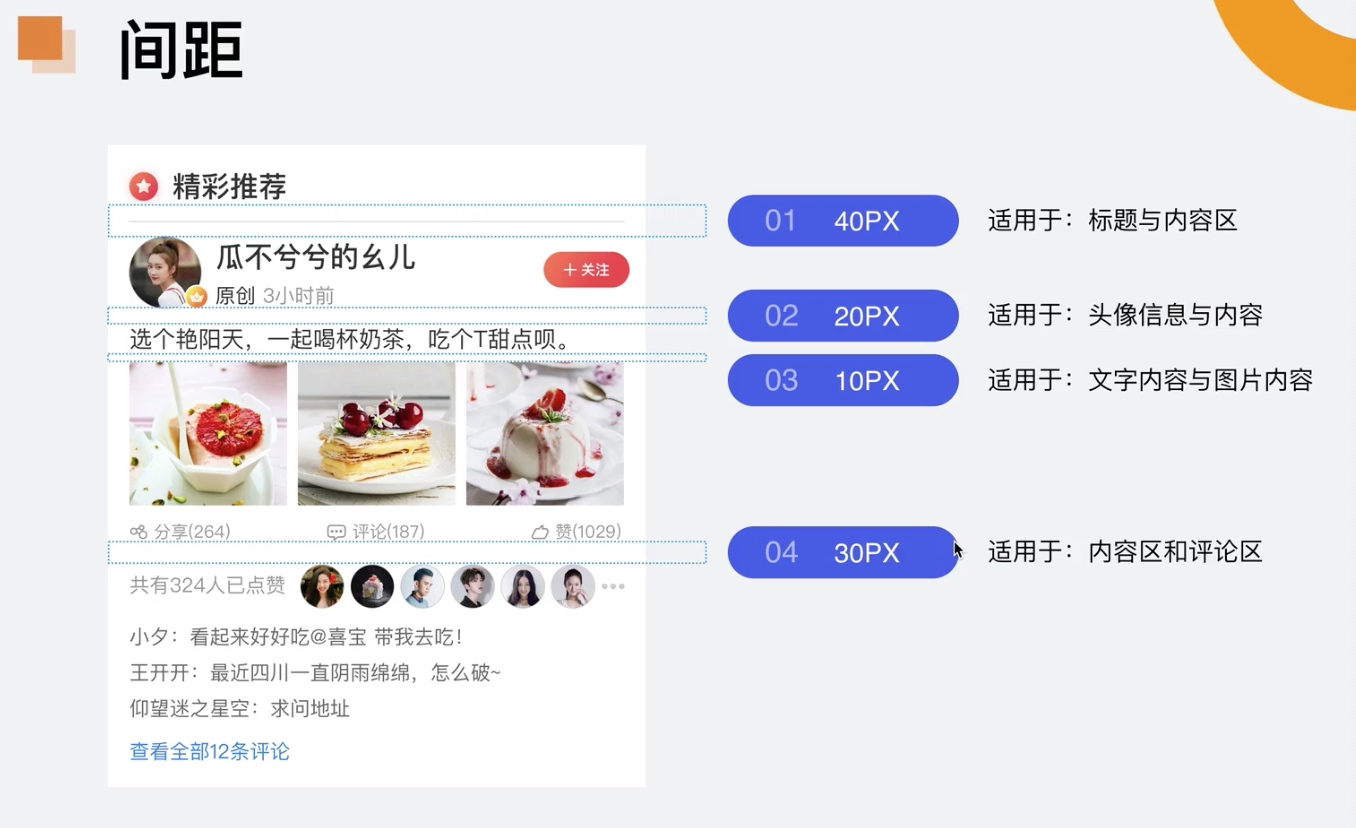 间距
精彩推荐
瓜不兮兮的幺儿
+ 关注
原创 3小时前
选个艳阳天，一起喝杯奶茶，吃个T甜点呗。
分享(264) 评论(187) 赞(1029)
共有324人已点赞
小夕：看起来好好吃@喜宝 带我去吃！
王开开：最近四川一直阴雨绵绵，怎么破~
仰望迷之星空：求问地址
查看全部12条评论
01 40PX 适用于：标题与内容区
02 20PX 适用于：头像信息与内容
03 10PX 适用于：文字内容与图片内容
04 30PX 适用于：内容区和评论区